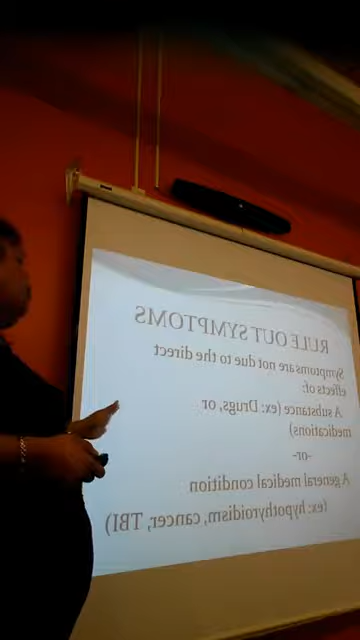 RULE OUT SYMPTOMS
Symptoms are not due to the direct
effects of:
A substance (ex: Drugs, or
medications)
-or-
A general medical condition
(ex: hypothyroidism, cancer, TBI)